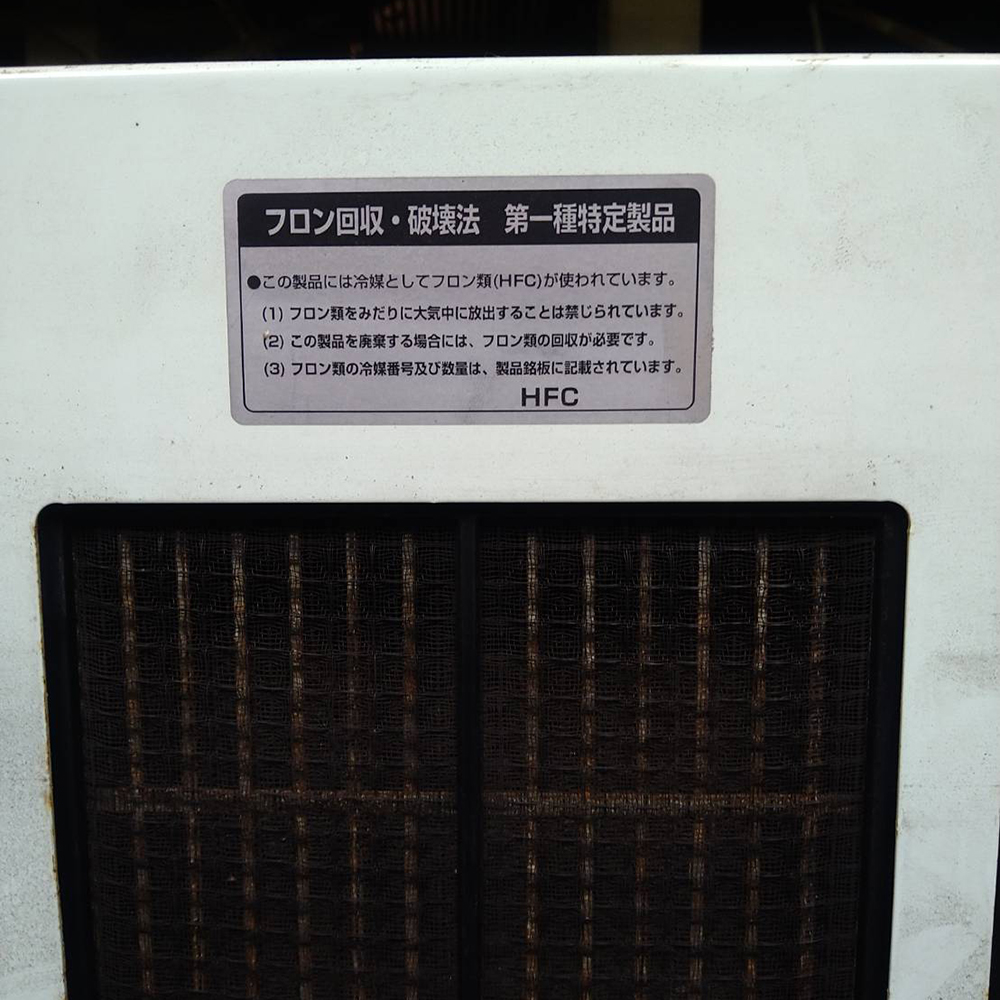 フロン回収・破壊法　第一種特定製品
●この製品には冷媒としてフロン類(HFC)が使われています。
(1) フロン類をみだりに大気中に放出することは禁じられています。
(2) この製品を廃棄する場合には、フロン類の回収が必要です。
(3) フロン類の冷媒番号及び数量は、製品銘板に記載されています。
HFC